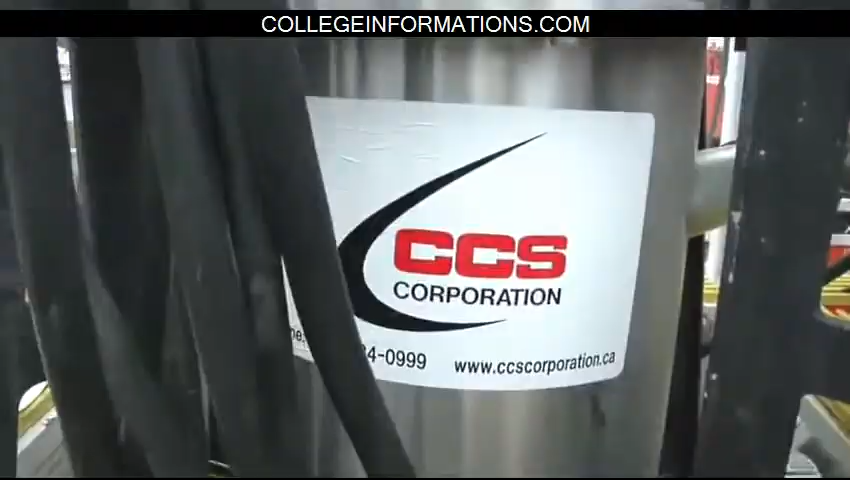 COLLEGEINFORMATIONS.COM
CCS
CORPORATION
4-0999 www.ccscorporation.ca